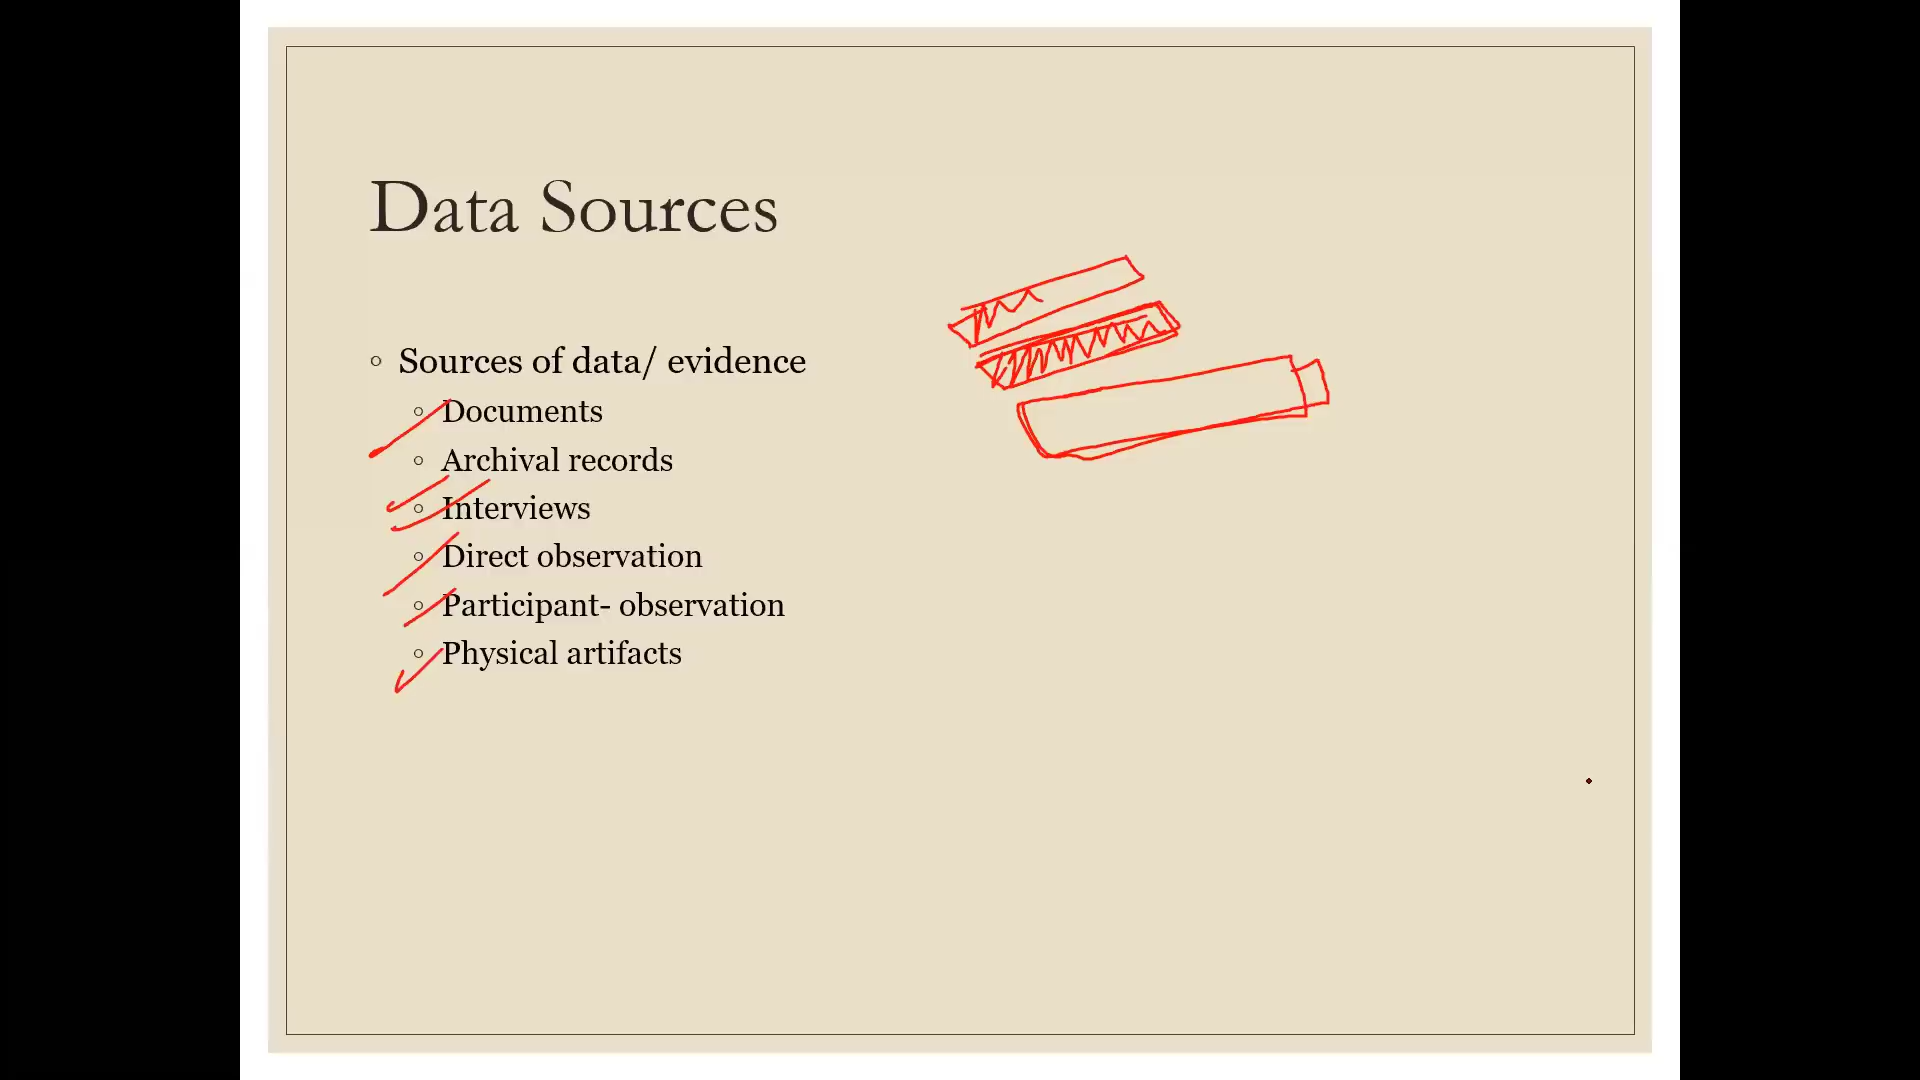 Data Sources
Sources of data/ evidence
Documents
Archival records
Interviews
Direct observation
Participant- observation
Physical artifacts